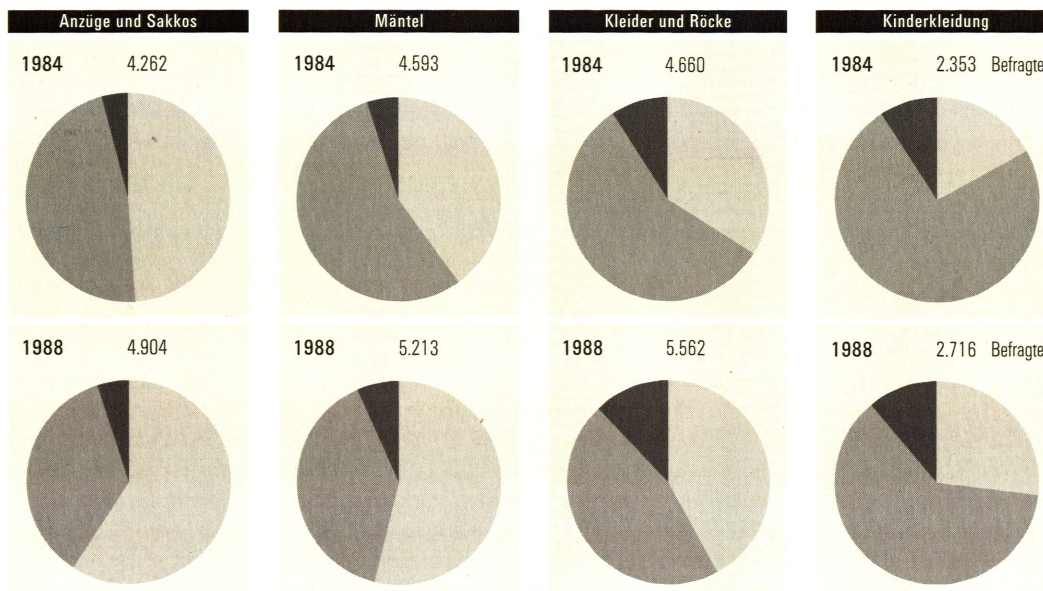 Anzüge und Sakkos
Mäntel
Kleider und Röcke
Kinderkleidung
1984 4.262
1984 4.593
1984 4.660
1984 2.353 Befragte
1988 4.904
1988 5.213
1988 5.562
1988 2.716 Befragte